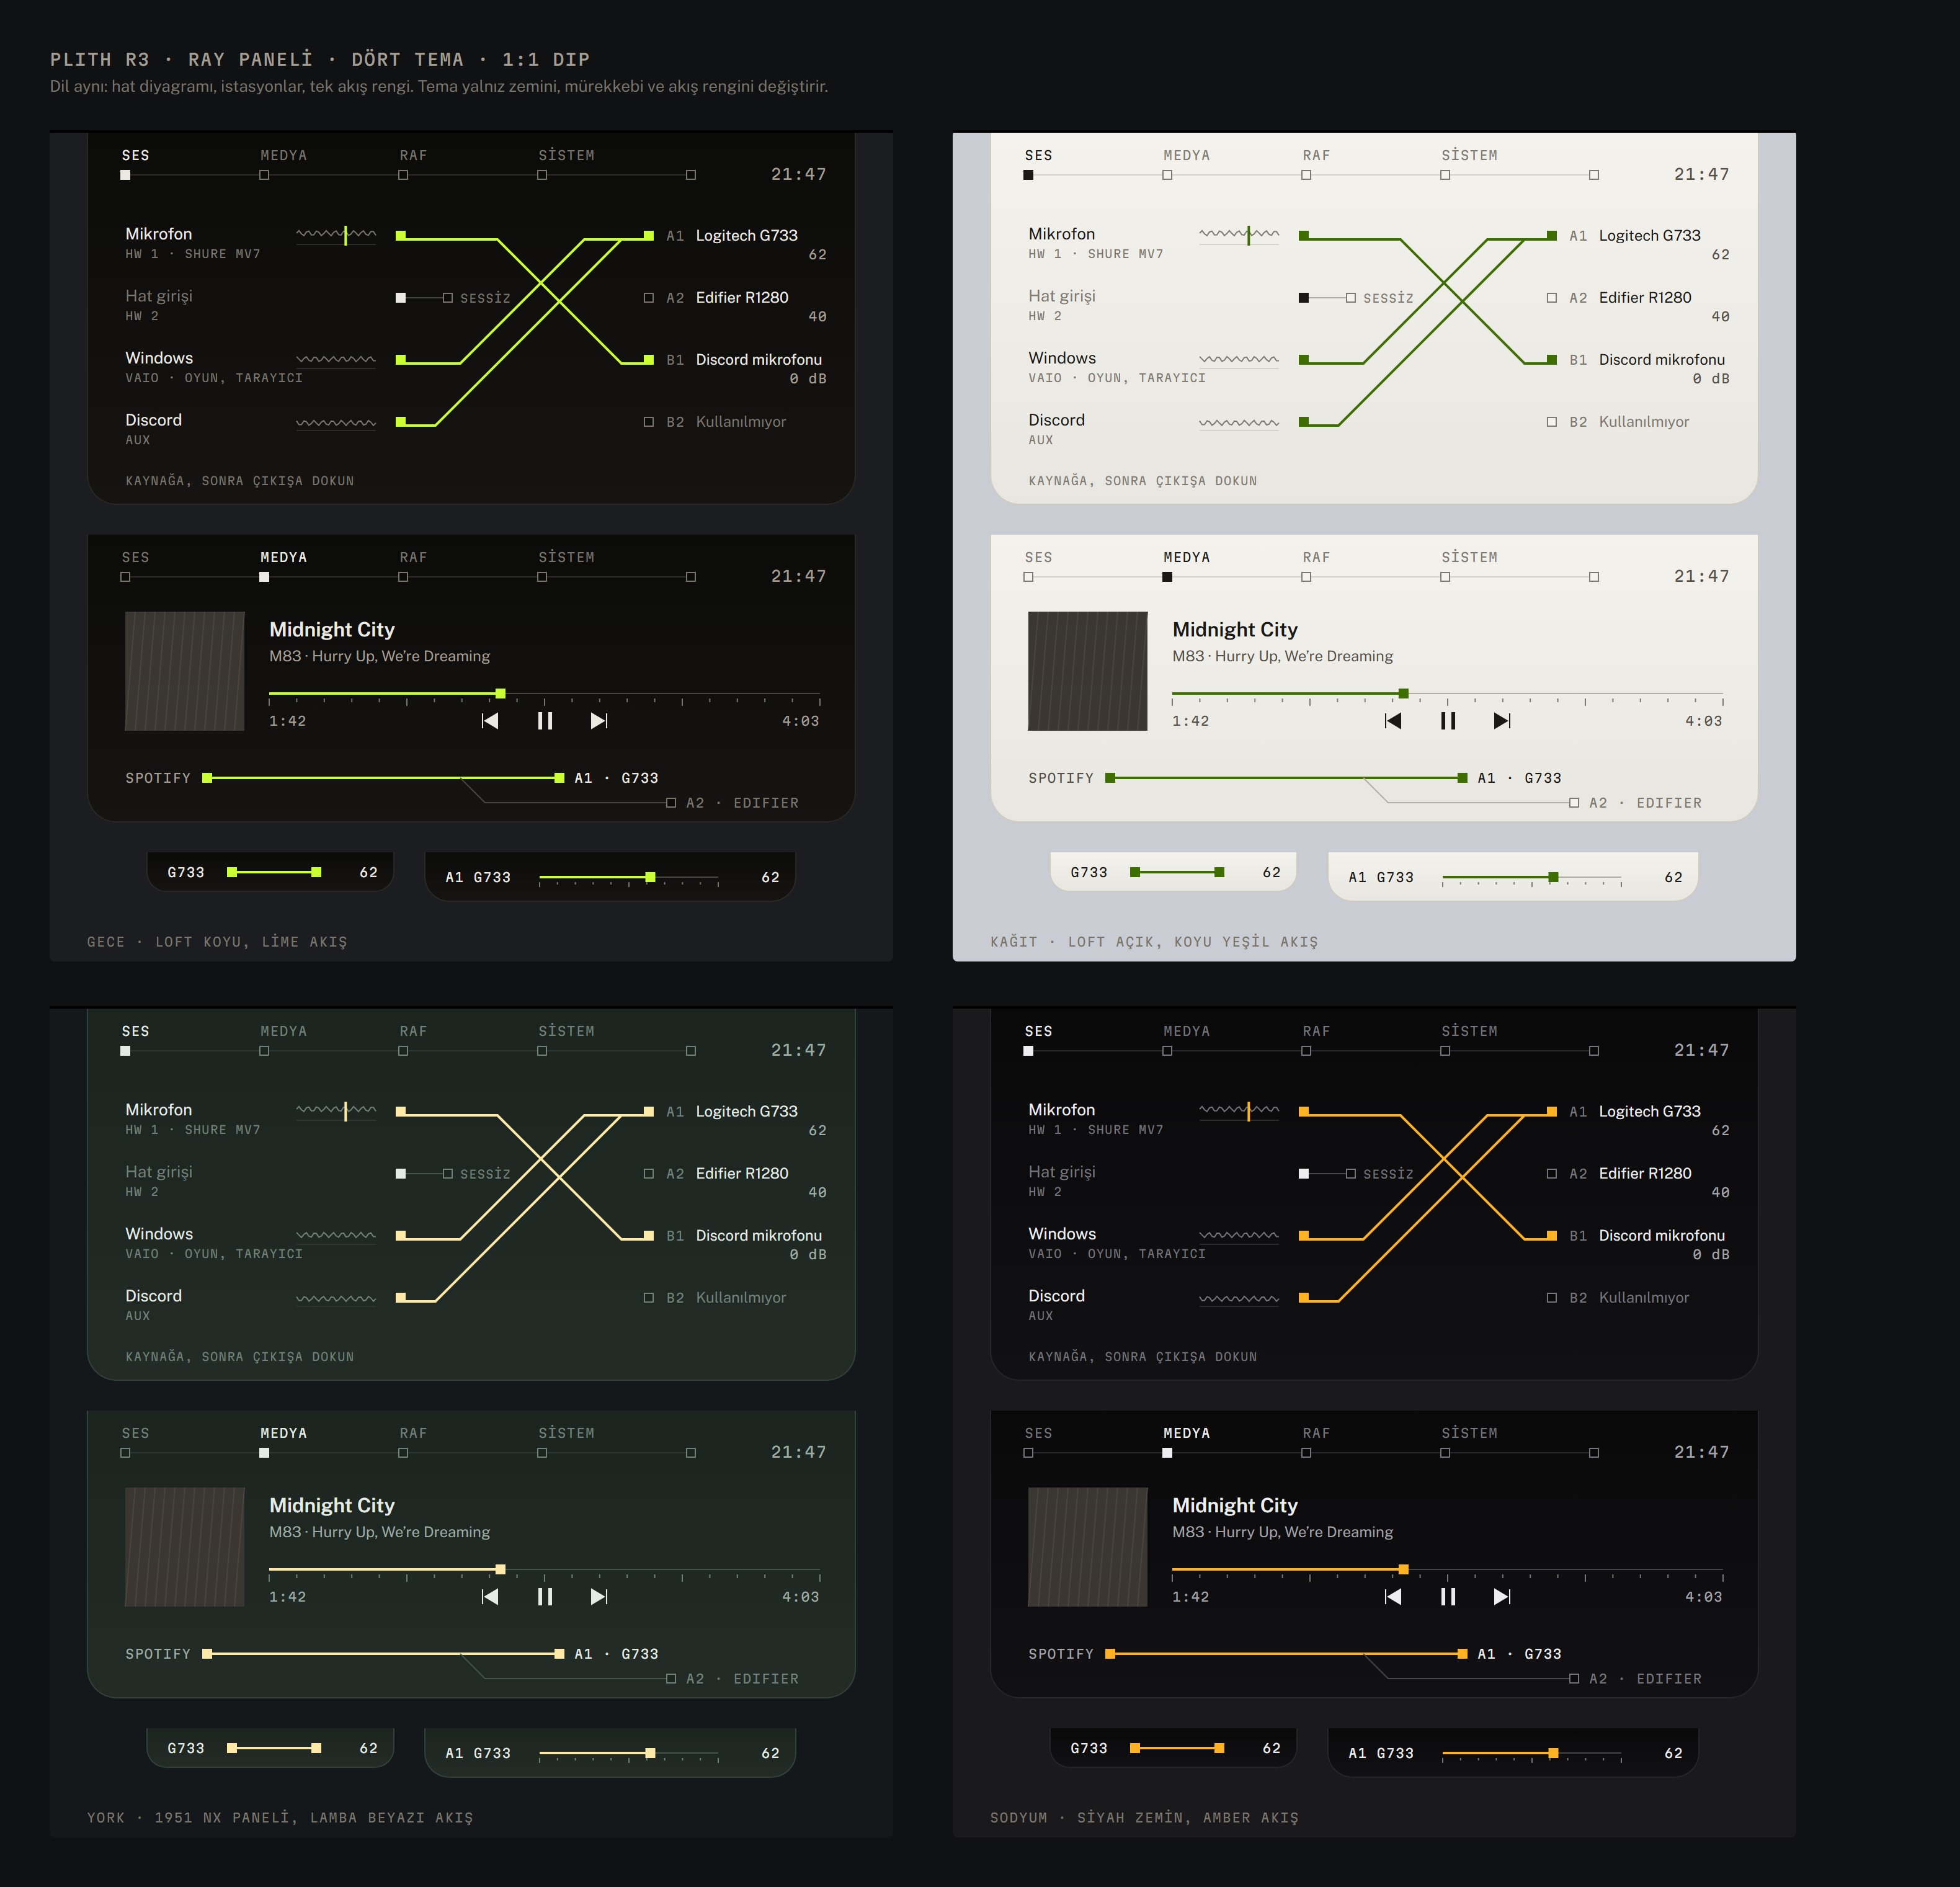 PLITH R3 · RAY PANELİ · DÖRT TEMA · 1:1 DIP
Dil aynı: hat diyagramı, istasyonlar, tek akış rengi. Tema yalnız zemini, mürekkebi ve akış rengini değiştirir.
SES MEDYA RAF SİSTEM
21:47
Mikrofon A1 Logitech G733
HW 1 · SHURE MV7 62
Hat girişi SESSİZ A2 Edifier R1280
HW 2 40
Windows B1 Discord mikrofonu
VAIO · OYUN, TARAYICI 0 dB
Discord B2 Kullanılmıyor
AUX
KAYNAĞA, SONRA ÇIKIŞA DOKUN
SES MEDYA RAF SİSTEM
21:47
Midnight City
M83 · Hurry Up, We’re Dreaming
1:42 4:03
SPOTIFY A1 · G733
A2 · EDIFIER
G733 62 A1 G733 62
GECE · LOFT KOYU, LİME AKIŞ
SES MEDYA RAF SİSTEM
21:47
Mikrofon A1 Logitech G733
HW 1 · SHURE MV7 62
Hat girişi SESSİZ A2 Edifier R1280
HW 2 40
Windows B1 Discord mikrofonu
VAIO · OYUN, TARAYICI 0 dB
Discord B2 Kullanılmıyor
AUX
KAYNAĞA, SONRA ÇIKIŞA DOKUN
SES MEDYA RAF SİSTEM
21:47
Midnight City
M83 · Hurry Up, We’re Dreaming
1:42 4:03
SPOTIFY A1 · G733
A2 · EDIFIER
G733 62 A1 G733 62
KAĞIT · LOFT AÇIK, KOYU YEŞİL AKIŞ
SES MEDYA RAF SİSTEM
21:47
Mikrofon A1 Logitech G733
HW 1 · SHURE MV7 62
Hat girişi SESSİZ A2 Edifier R1280
HW 2 40
Windows B1 Discord mikrofonu
VAIO · OYUN, TARAYICI 0 dB
Discord B2 Kullanılmıyor
AUX
KAYNAĞA, SONRA ÇIKIŞA DOKUN
SES MEDYA RAF SİSTEM
21:47
Midnight City
M83 · Hurry Up, We’re Dreaming
1:42 4:03
SPOTIFY A1 · G733
A2 · EDIFIER
G733 62 A1 G733 62
YORK · 1951 NX PANELİ, LAMBA BEYAZI AKIŞ
SES MEDYA RAF SİSTEM
21:47
Mikrofon A1 Logitech G733
HW 1 · SHURE MV7 62
Hat girişi SESSİZ A2 Edifier R1280
HW 2 40
Windows B1 Discord mikrofonu
VAIO · OYUN, TARAYICI 0 dB
Discord B2 Kullanılmıyor
AUX
KAYNAĞA, SONRA ÇIKIŞA DOKUN
SES MEDYA RAF SİSTEM
21:47
Midnight City
M83 · Hurry Up, We’re Dreaming
1:42 4:03
SPOTIFY A1 · G733
A2 · EDIFIER
G733 62 A1 G733 62
SODYUM · SİYAH ZEMİN, AMBER AKIŞ